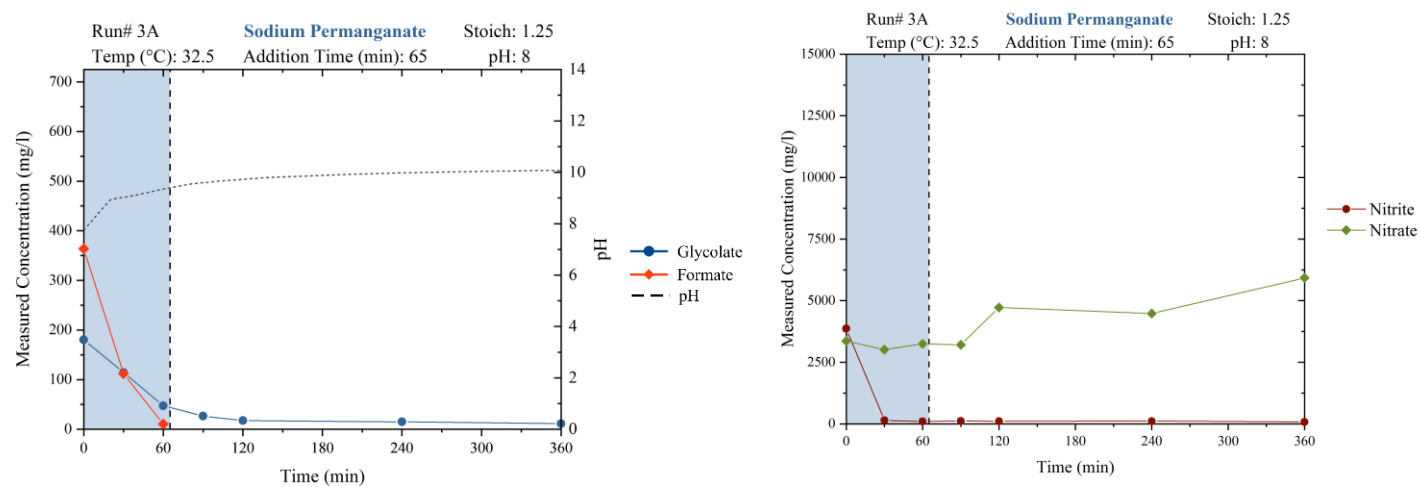 Run# 3A Sodium Permanganate Stoich: 1.25
Temp (°C): 32.5 Addition Time (min): 65 pH: 8
700
600
500
400
300
200
100
0
Measured Concentration (mg/l)
14
12
10
8
6
4
2
0
pH
0 60 120 180 240 300 360
Time (min)
Glycolate
Formate
pH
Run# 3A Sodium Permanganate Stoich: 1.25
Temp (°C): 32.5 Addition Time (min): 65 pH: 8
15000
12500
10000
7500
5000
2500
0
Measured Concentration (mg/l)
0 60 120 180 240 300 360
Time (min)
Nitrite
Nitrate